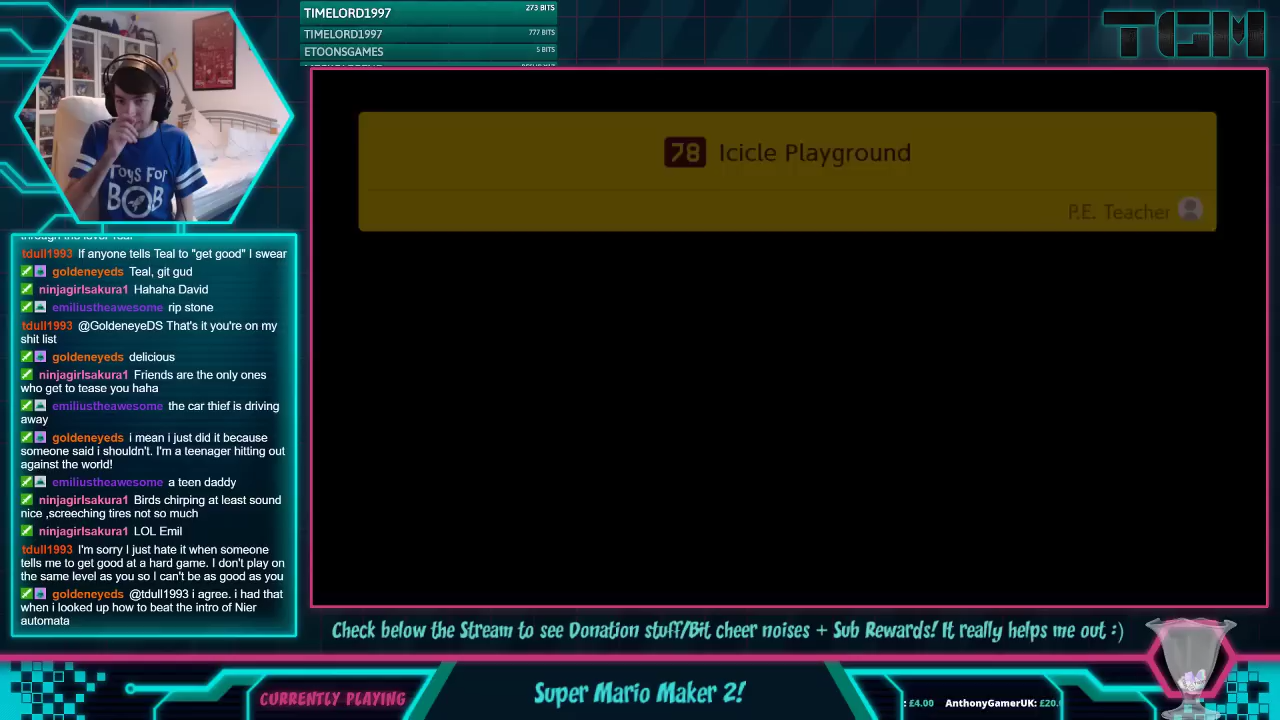 TIMELORD1997 273 BITS
TIMELORD1997 777 BITS
ETOONSGAMES 5 BITS
TGM
TOYS FOR
BOB
78 Icicle Playground
P.E. Teacher
tdull1993 If anyone tells Teal to "get good" I swear
goldeneyeds Teal, git gud
ninjagirlsakura1 Hahaha David
emiliustheawesome rip stone
tdull1993 @GoldeneyeDS That's it you're on my
shit list
goldeneyeds delicious
ninjagirlsakura1 Friends are the only ones
who get to tease you haha
emiliustheawesome the car thief is driving
away
goldeneyeds i mean i just did it because
someone said i shouldn't. I'm a teenager hitting out
against the world!
emiliustheawesome a teen daddy
ninjagirlsakura1 Birds chirping at least sound
nice ,screeching tires not so much
ninjagirlsakura1 LOL Emil
tdull1993 I'm sorry I just hate it when someone
tells me to get good at a hard game. I don't play on
the same level as you so I can't be as good as you
goldeneyeds @tdull1993 i agree. i had that
when i looked up how to beat the intro of Nier
automata
Check below the Stream to see Donation stuff/Bit cheer noises + Sub Rewards! It really helps me out :)
CURRENTLY PLAYING
Super Mario Maker 2!
: £4.00 AnthonyGamerUK: £20.